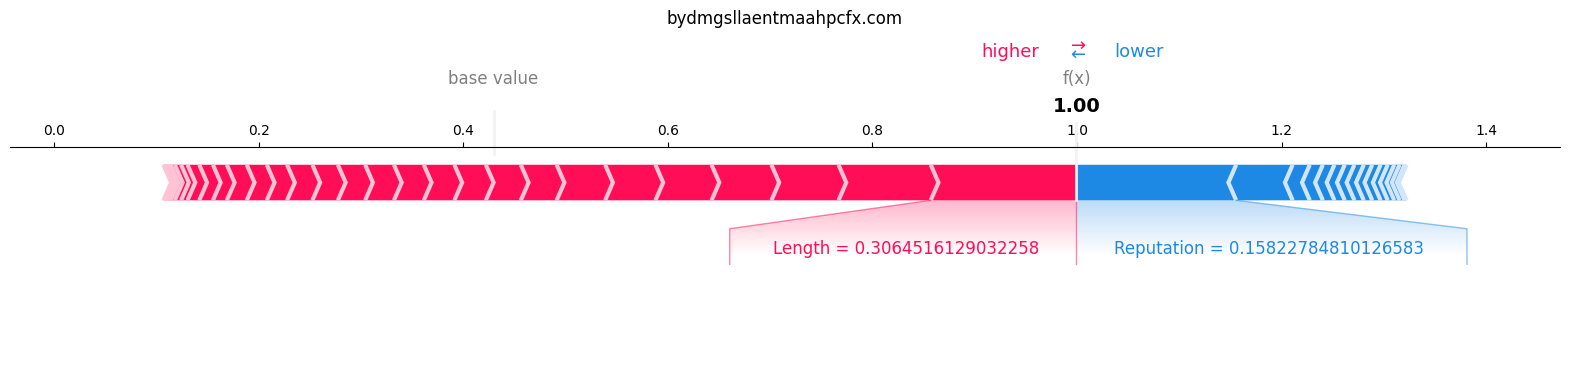 bydmgsllaentmaahpcfx.com
higher → ← lower
base value f(x)
1.00
0.0 0.2 0.4 0.6 0.8 1.0 1.2 1.4
Length = 0.3064516129032258 Reputation = 0.15822784810126583